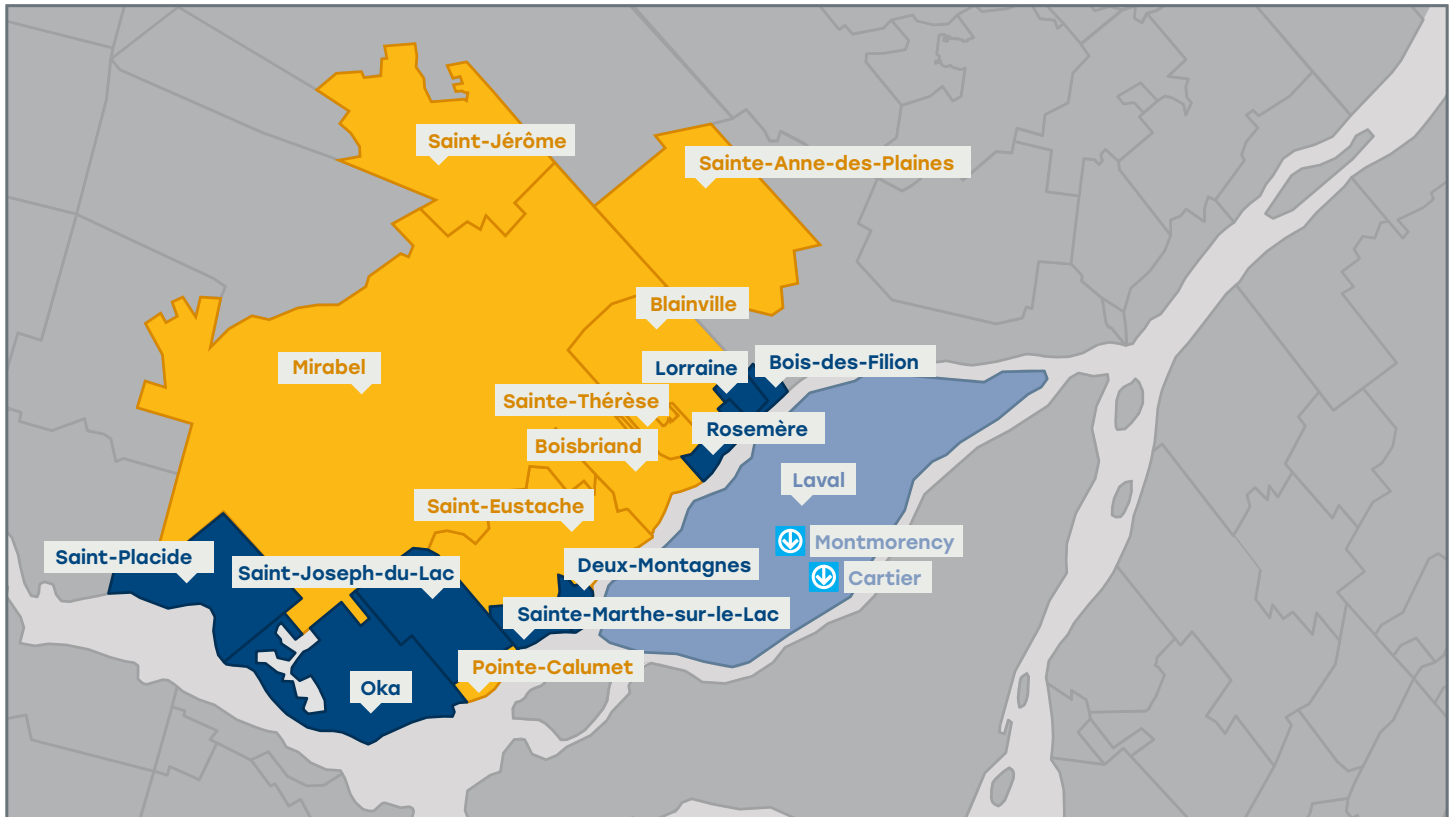 Saint-Jérôme
Sainte-Anne-des-Plaines
Blainville
Mirabel
Lorraine
Bois-des-Filion
Sainte-Thérèse
Rosemère
Boisbriand
Laval
Saint-Eustache
Montmorency
Saint-Placide
Saint-Joseph-du-Lac
Deux-Montagnes
Cartier
Sainte-Marthe-sur-le-Lac
Pointe-Calumet
Oka